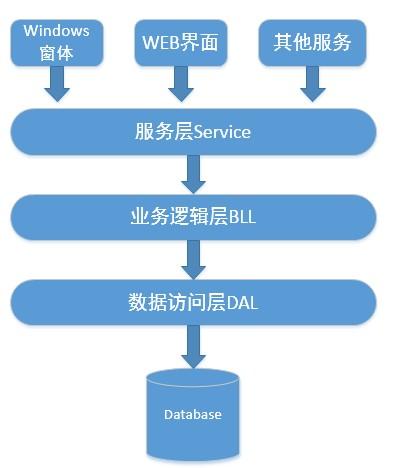 Windows
窗体
WEB界面
其他服务
服务层Service
业务逻辑层BLL
数据访问层DAL
Database